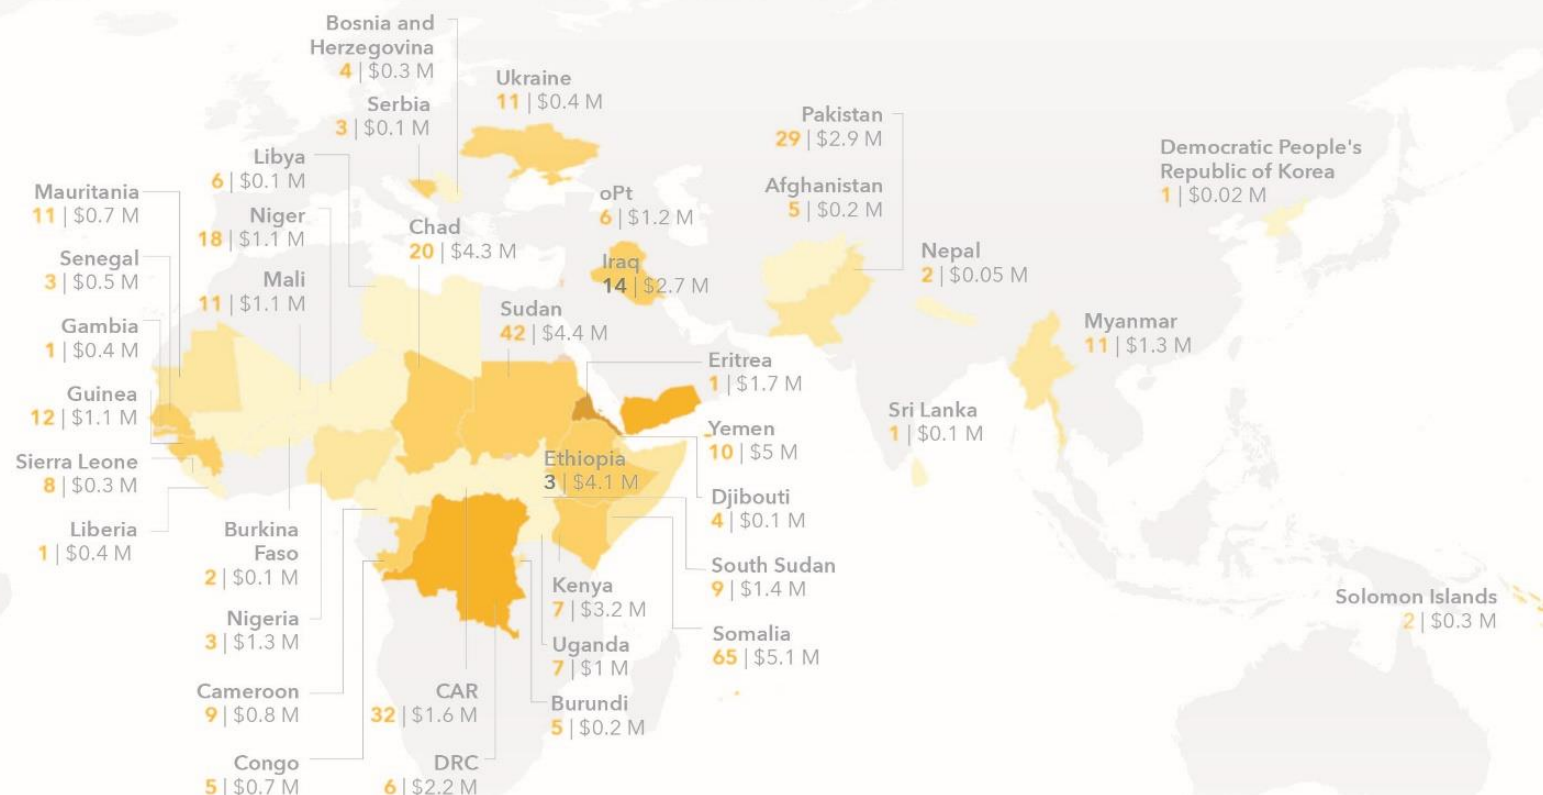 Bosnia and
Herzegovina
4 | $0.3 M
Ukraine
11 | $0.4 M
Serbia
3 | $0.1 M
Pakistan
29 | $2.9 M
Democratic People's
Republic of Korea
1 | $0.02 M
Libya
6 | $0.1 M
Mauritania
11 | $0.7 M
oPt
6 | $1.2 M
Afghanistan
5 | $0.2 M
Niger
18 | $1.1 M
Chad
20 | $4.3 M
Senegal
3 | $0.5 M
Iraq
14 | $2.7 M
Nepal
2 | $0.05 M
Mali
11 | $1.1 M
Sudan
42 | $4.4 M
Gambia
1 | $0.4 M
Myanmar
11 | $1.3 M
Eritrea
1 | $1.7 M
Guinea
12 | $1.1 M
Sri Lanka
1 | $0.1 M
Yemen
10 | $5 M
Sierra Leone
8 | $0.3 M
Ethiopia
3 | $4.1 M
Djibouti
4 | $0.1 M
Liberia
1 | $0.4 M
Burkina
Faso
2 | $0.1 M
South Sudan
9 | $1.4 M
Kenya
7 | $3.2 M
Solomon Islands
2 | $0.3 M
Nigeria
3 | $1.3 M
Somalia
65 | $5.1 M
Uganda
7 | $1 M
Cameroon
9 | $0.8 M
CAR
32 | $1.6 M
Burundi
5 | $0.2 M
Congo
5 | $0.7 M
DRC
6 | $2.2 M